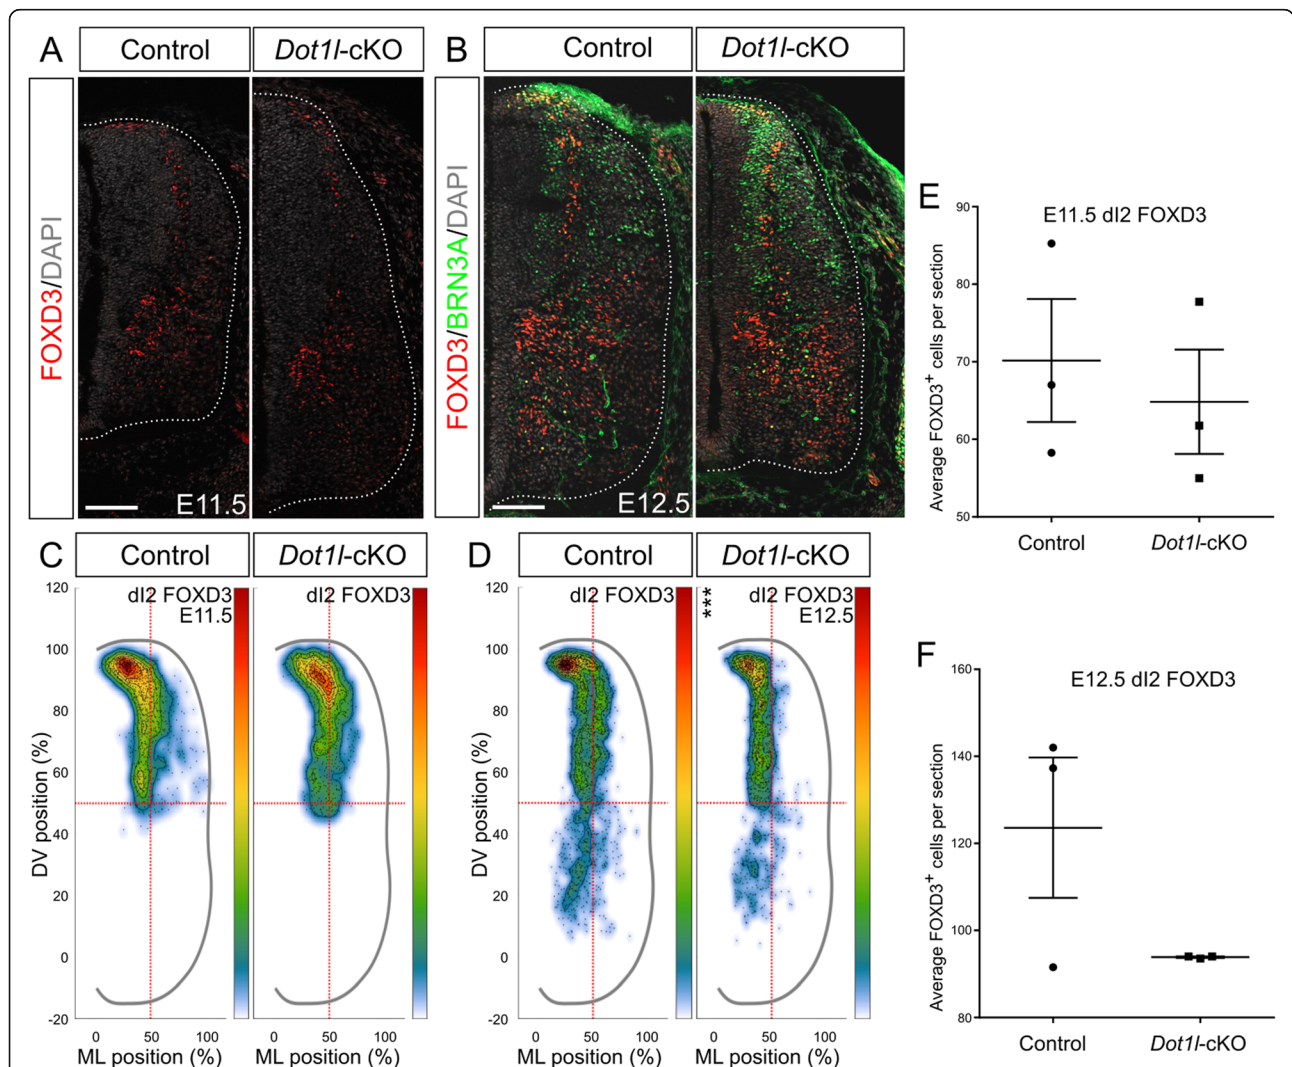 A
Control
Dot1l-cKO
FOXD3/DAPI
E11.5
B
Control
Dot1l-cKO
FOXD3/BRN3A/DAPI
E12.5
C
Control
Dot1l-cKO
120
100
80
60
40
20
0
-20
DV position (%)
dI2 FOXD3
E11.5
dI2 FOXD3
0 50 100
0 50 100
ML position (%)
ML position (%)
D
Control
Dot1l-cKO
120
100
80
60
40
20
0
-20
DV position (%)
dI2 FOXD3
***
dI2 FOXD3
E12.5
0 50 100
0 50 100
ML position (%)
ML position (%)
E
E11.5 dI2 FOXD3
Average FOXD3+ cells per section
90
80
70
60
50
Control
Dot1l-cKO
F
E12.5 dI2 FOXD3
Average FOXD3+ cells per section
160
140
120
100
80
Control
Dot1l-cKO